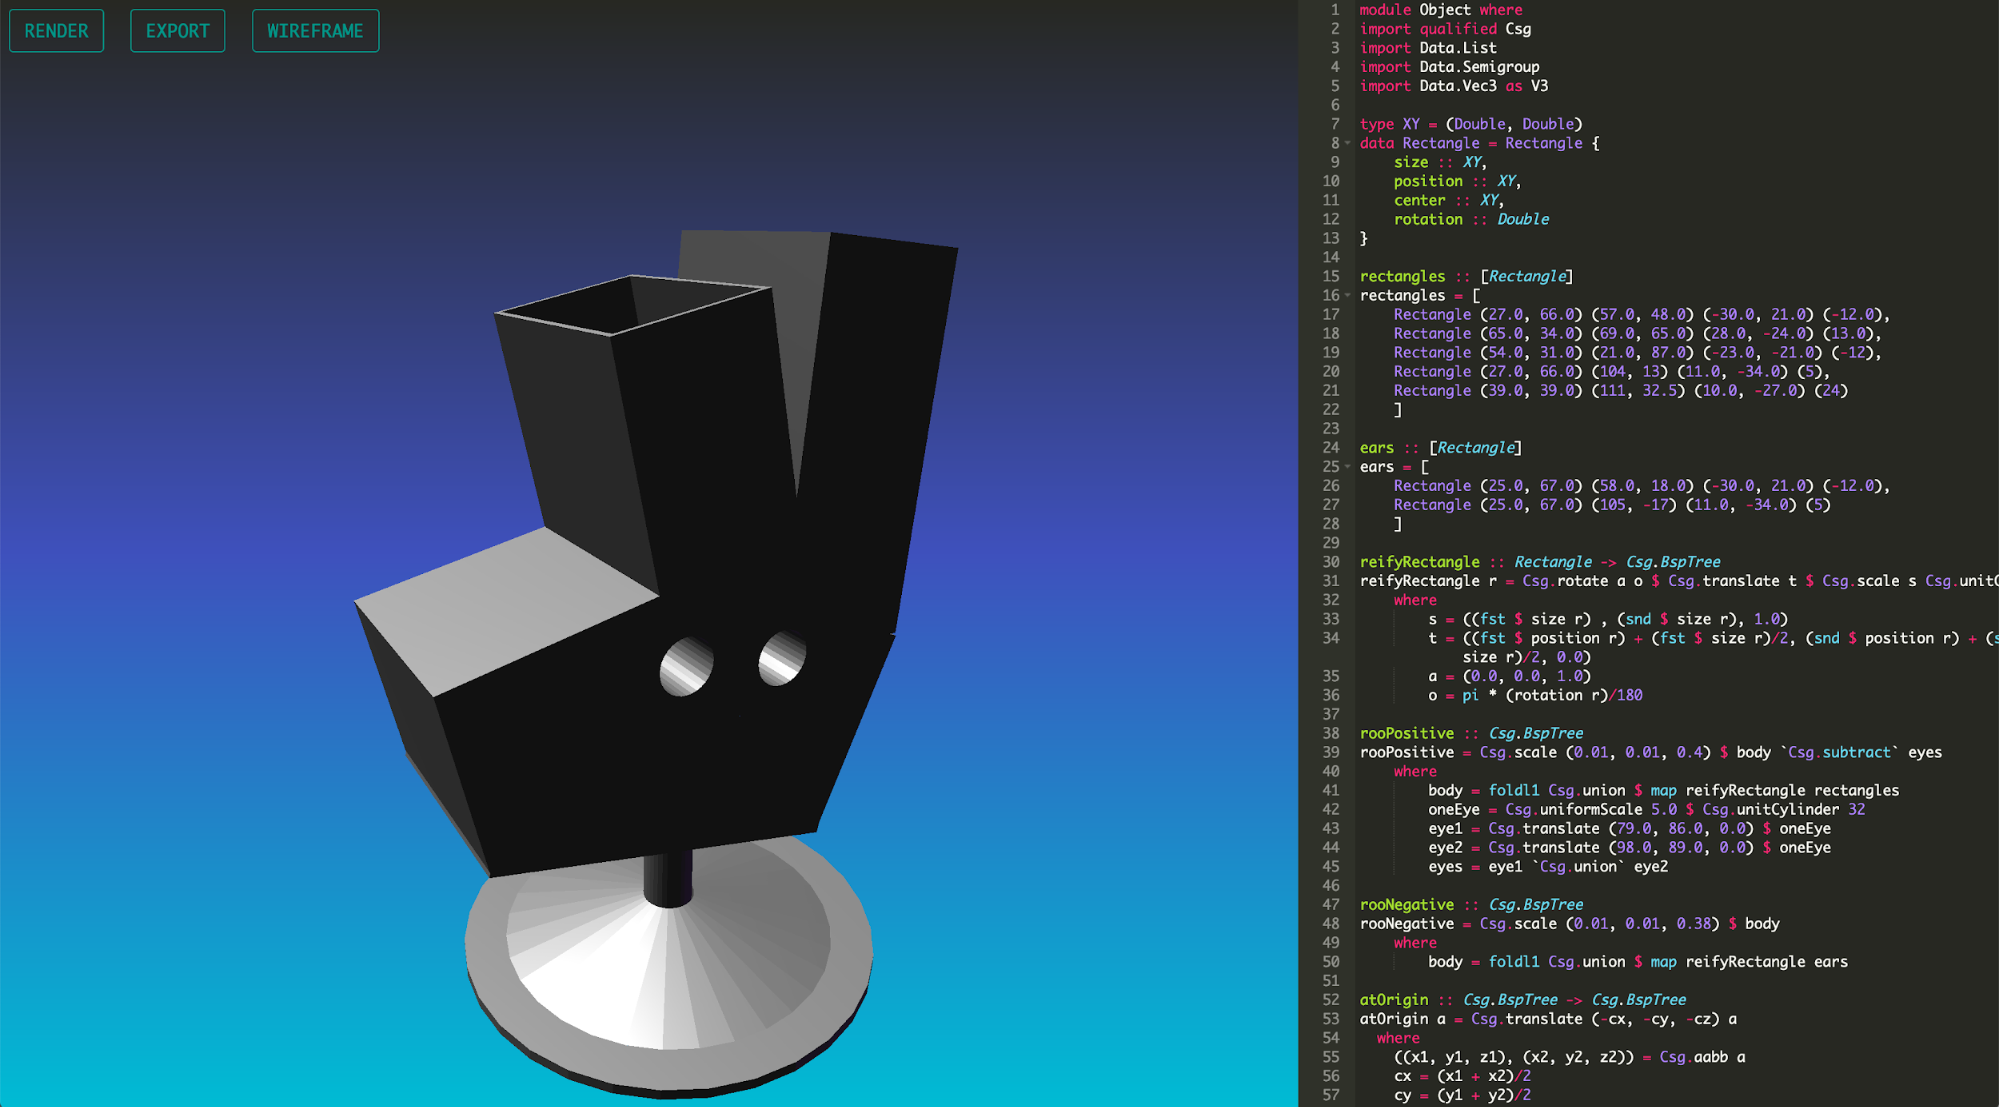 RENDER EXPORT WIREFRAME
1 module Object where
2 import qualified Csg
3 import Data.List
4 import Data.Semigroup
5 import Data.Vec3 as V3
6
7 type XY = (Double, Double)
8 data Rectangle = Rectangle {
9 size :: XY,
10 position :: XY,
11 center :: XY,
12 rotation :: Double
13 }
14
15 rectangles :: [Rectangle]
16 rectangles = [
17 Rectangle (27.0, 66.0) (57.0, 48.0) (-30.0, 21.0) (-12.0),
18 Rectangle (65.0, 34.0) (69.0, 65.0) (28.0, -24.0) (13.0),
19 Rectangle (54.0, 31.0) (21.0, 87.0) (-23.0, -21.0) (-12),
20 Rectangle (27.0, 66.0) (104, 13) (11.0, -34.0) (5),
21 Rectangle (39.0, 39.0) (111, 32.5) (10.0, -27.0) (24)
22 ]
23
24 ears :: [Rectangle]
25 ears = [
26 Rectangle (25.0, 67.0) (58.0, 18.0) (-30.0, 21.0) (-12.0),
27 Rectangle (25.0, 67.0) (105, -17) (11.0, -34.0) (5)
28 ]
29
30 reifyRectangle :: Rectangle -> Csg.BspTree
31 reifyRectangle r = Csg.rotate a o $ Csg.translate t $ Csg.scale s Csg.unitC
32 where
33 s = ((fst $ size r) , (snd $ size r), 1.0)
34 t = ((fst $ position r) + (fst $ size r)/2, (snd $ position r) + (s
size r)/2, 0.0)
35 a = (0.0, 0.0, 1.0)
36 o = pi * (rotation r)/180
37
38 rooPositive :: Csg.BspTree
39 rooPositive = Csg.scale (0.01, 0.01, 0.4) $ body `Csg.subtract` eyes
40 where
41 body = foldl1 Csg.union $ map reifyRectangle rectangles
42 oneEye = Csg.uniformScale 5.0 $ Csg.unitCylinder 32
43 eye1 = Csg.translate (79.0, 86.0, 0.0) $ oneEye
44 eye2 = Csg.translate (98.0, 89.0, 0.0) $ oneEye
45 eyes = eye1 `Csg.union` eye2
46
47 rooNegative :: Csg.BspTree
48 rooNegative = Csg.scale (0.01, 0.01, 0.38) $ body
49 where
50 body = foldl1 Csg.union $ map reifyRectangle ears
51
52 atOrigin :: Csg.BspTree -> Csg.BspTree
53 atOrigin a = Csg.translate (-cx, -cy, -cz) a
54 where
55 ((x1, y1, z1), (x2, y2, z2)) = Csg.aabb a
56 cx = (x1 + x2)/2
57 cy = (y1 + y2)/2